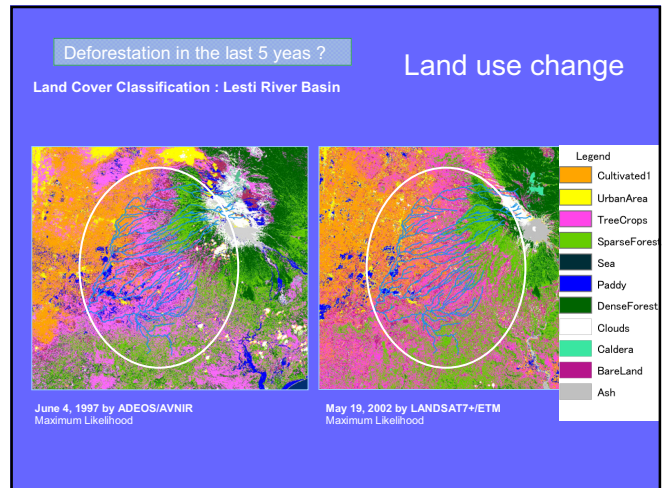 Deforestation in the last 5 yeas ?
Land use change
Land Cover Classification : Lesti River Basin
Legend
Cultivated1
UrbanArea
TreeCrops
SparseForest
Sea
Paddy
DenseForest
Clouds
Caldera
BareLand
Ash
June 4, 1997 by ADEOS/AVNIR
Maximum Likelihood
May 19, 2002 by LANDSAT7+/ETM
Maximum Likelihood